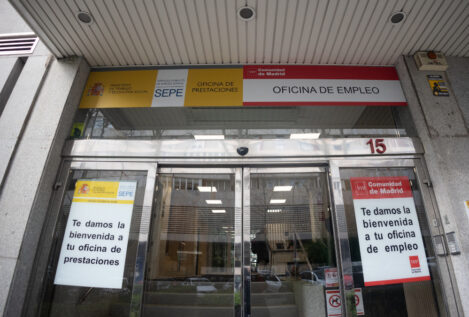 SEPE
OFICINA DE
PRESTACIONES
Comunidad
de Madrid
OFICINA DE EMPLEO
15
SEPE
Te damos la
bienvenida a
tu oficina de
prestaciones
Comunidad
de Madrid
Te damos la
bienvenida
a tu oficina
de empleo